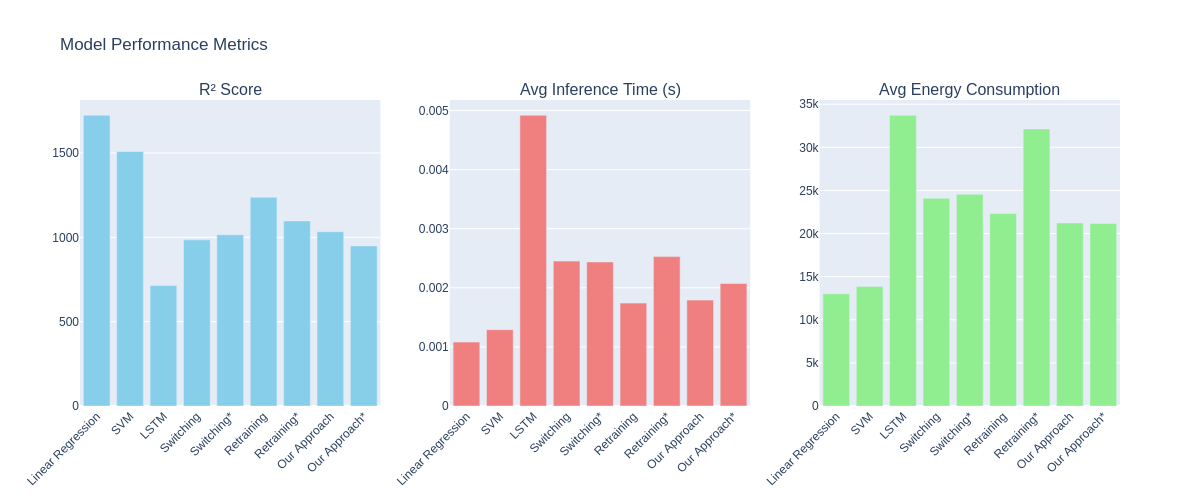 Model Performance Metrics
R² Score
Avg Inference Time (s)
Avg Energy Consumption
1500
1000
500
0
Linear Regression
SVM
LSTM
Switching
Switching*
Retraining
Retraining*
Our Approach
Our Approach*
0.005
0.004
0.003
0.002
0.001
0
Linear Regression
SVM
LSTM
Switching
Switching*
Retraining
Retraining*
Our Approach
Our Approach*
35k
30k
25k
20k
15k
10k
5k
0
Linear Regression
SVM
LSTM
Switching
Switching*
Retraining
Retraining*
Our Approach
Our Approach*